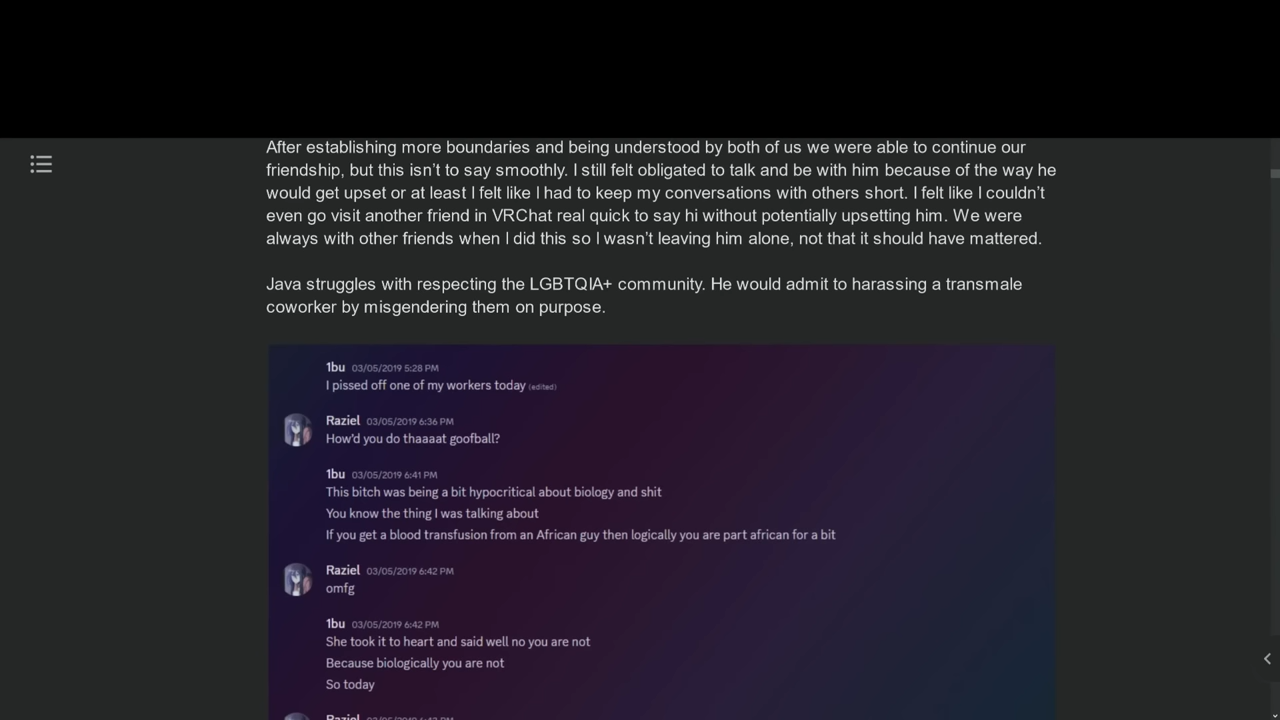 After establishing more boundaries and being understood by both of us we were able to continue our
friendship, but this isn’t to say smoothly. I still felt obligated to talk and be with him because of the way he
would get upset or at least I felt like I had to keep my conversations with others short. I felt like I couldn’t
even go visit another friend in VRChat real quick to say hi without potentially upsetting him. We were
always with other friends when I did this so I wasn’t leaving him alone, not that it should have mattered.
Java struggles with respecting the LGBTQIA+ community. He would admit to harassing a transmale
coworker by misgendering them on purpose.
1bu 03/05/2019 5:28 PM
I pissed off one of my workers today (edited)
Raziel 03/05/2019 6:36 PM
How'd you do thaaaat goofball?
1bu 03/05/2019 6:41 PM
This bitch was being a bit hypocritical about biology and shit
You know the thing I was talking about
If you get a blood transfusion from an African guy then logically you are part african for a bit
Raziel 03/05/2019 6:42 PM
omfg
1bu 03/05/2019 6:42 PM
She took it to heart and said well no you are not
Because biologically you are not
So today
Raziel